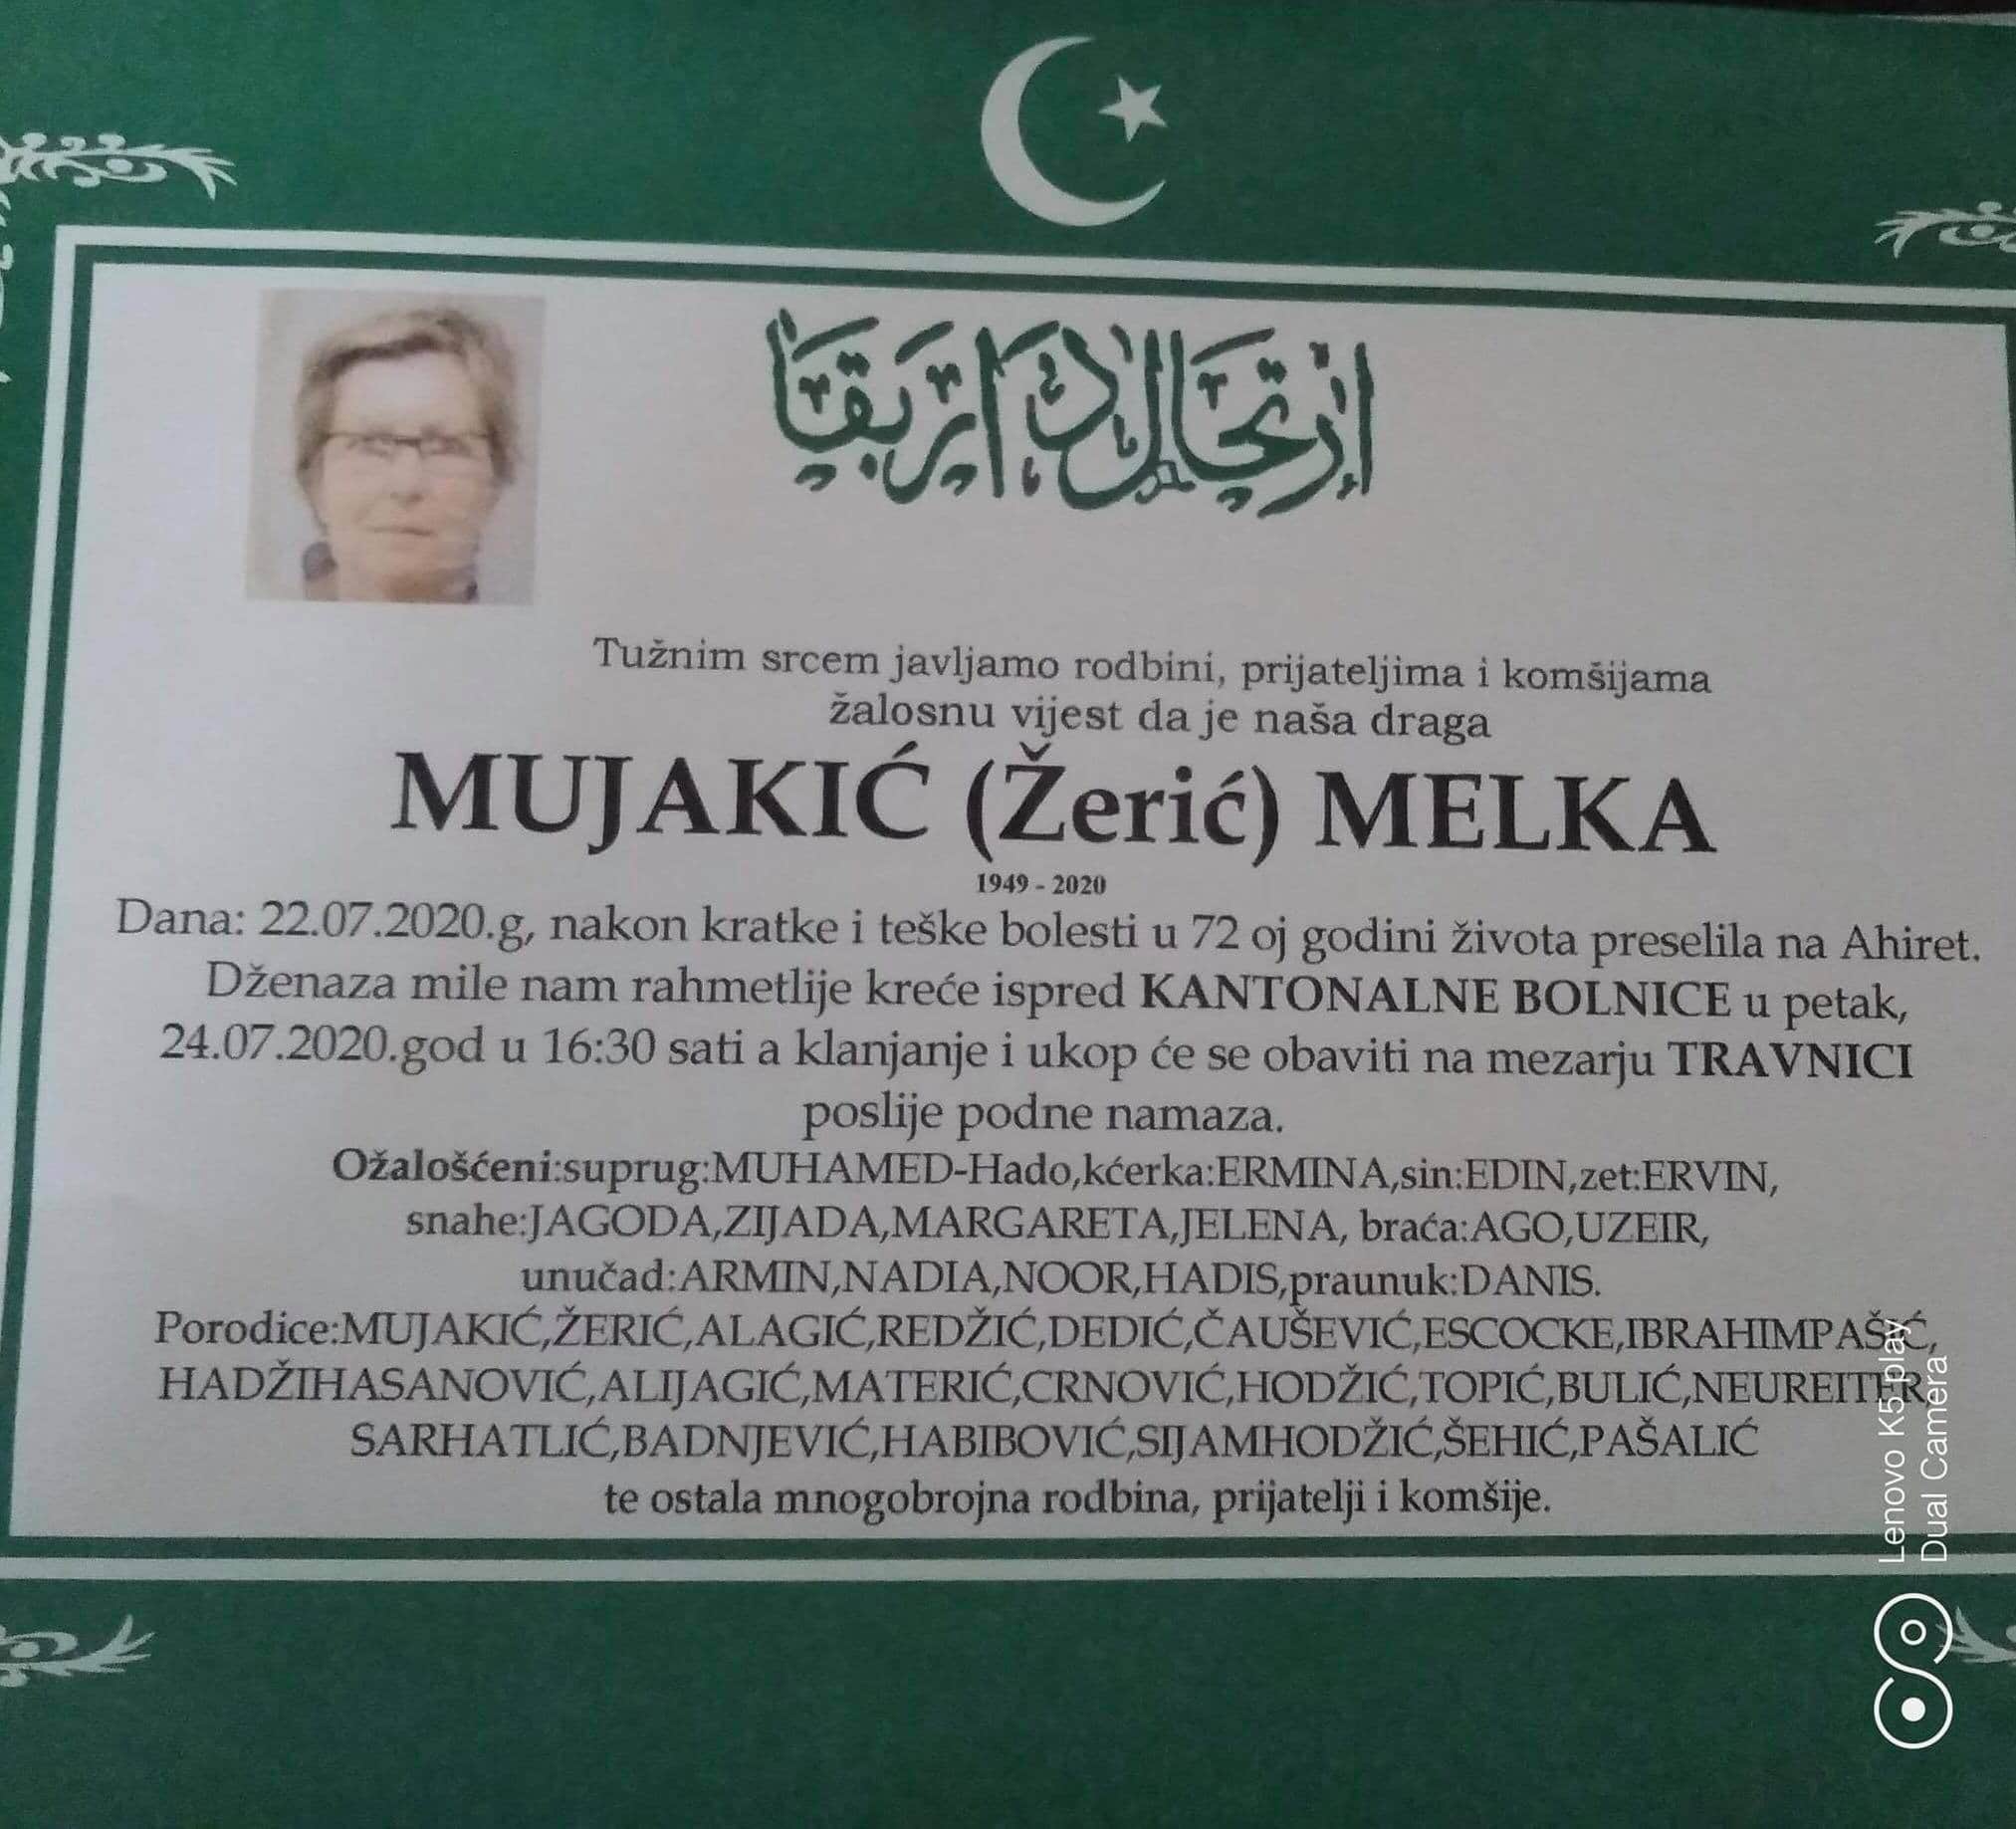 إرتحال دار بقا
Tužnim srcem javljamo rodbini, prijateljima i komšijama
žalosnu vijest da je naša draga
MUJAKIĆ (Žerić) MELKA
1949 - 2020
Dana: 22.07.2020.g, nakon kratke i teške bolesti u 72 oj godini života preselila na Ahiret.
Dženaza mile nam rahmetlije kreće ispred KANTONALNE BOLNICE u petak,
24.07.2020.god u 16:30 sati a klanjanje i ukop će se obaviti na mezarju TRAVNICI
poslije podne namaza.
Ožalošćeni:suprug:MUHAMED-Hado,kćerka:ERMINA,sin:EDIN,zet:ERVIN,
snahe:JAGODA,ZIJADA,MARGARETA,JELENA, braća:AGO,UZEIR,
unučad:ARMIN,NADIA,NOOR,HADIS,praunuk:DANIS.
Porodice:MUJAKIĆ,ŽERIĆ,ALAGIĆ,REDŽIĆ,DEDIĆ,ČAUŠEVIĆ,ESCOCKE,IBRAHIMPAŠIĆ,
HADŽIHASANOVIĆ,ALIJAGIĆ,MATERIĆ,CRNOVIĆ,HODŽIĆ,TOPIĆ,BULIĆ,NEUREITER,
SARHATLIĆ,BADNJEVIĆ,HABIBOVIĆ,SIJAMHODŽIĆ,ŠEHIĆ,PAŠALIĆ
te ostala mnogobrojna rodbina, prijatelji i komšije.
Lenovo K5 play
Dual Camera